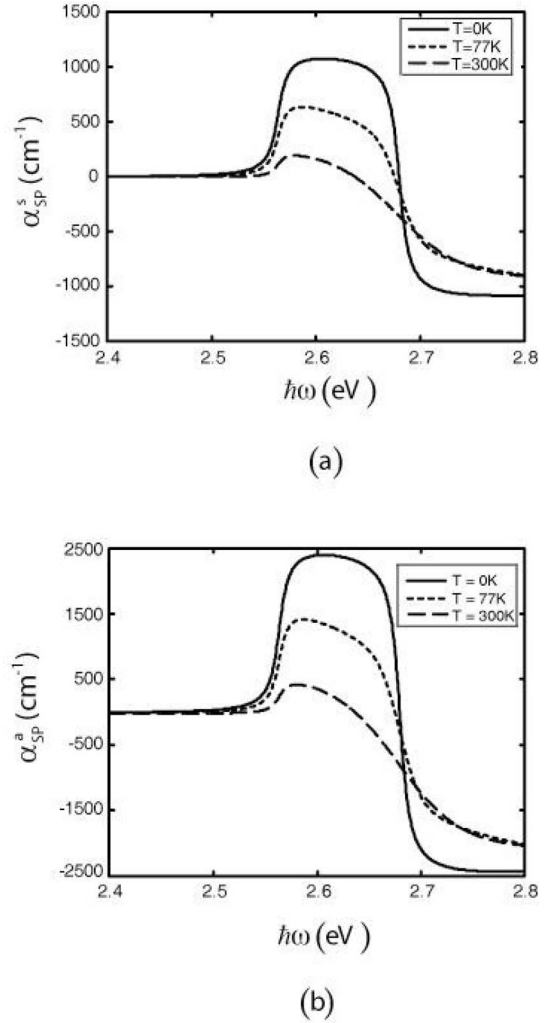 1500
1000
500
0
-500
-1000
-1500
T=0K
T=77K
T=300K
α^s_SP (cm^-1)
2.4 2.5 2.6 2.7 2.8
ħω (eV)
(a)
2500
1500
500
-500
-1500
-2500
T = 0K
T = 77K
T = 300K
α^a_SP (cm^-1)
2.4 2.5 2.6 2.7 2.8
ħω (eV)
(b)